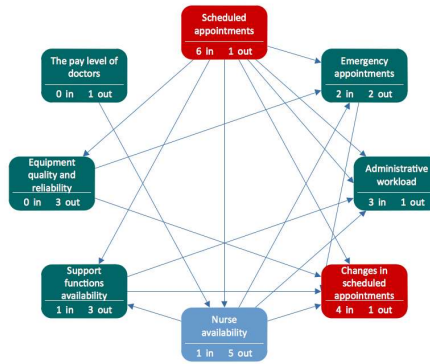 Scheduled
appointments
6 in 1 out
The pay level of
doctors
0 in 1 out
Emergency
appointments
2 in 2 out
Equipment
quality and
reliability
0 in 3 out
Administrative
workload
3 in 1 out
Support
functions
availability
1 in 3 out
Changes in
scheduled
appointments
4 in 1 out
Nurse
availability
1 in 5 out